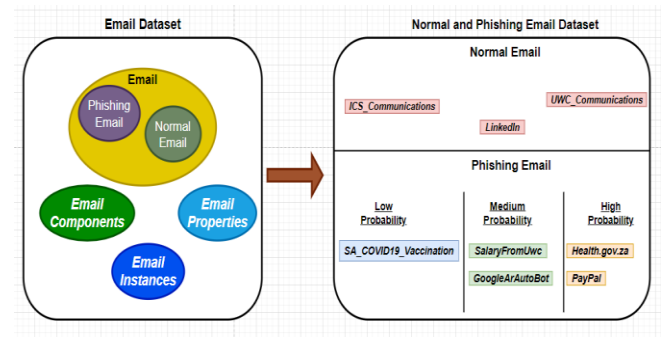 Email Dataset
Email
Phishing
Email
Normal
Email
Email
Components
Email
Properties
Email
Instances
Normal and Phishing Email Dataset
Normal Email
ICS_Communications
UWC_Communications
LinkedIn
Phishing Email
Low
Probability
Medium
Probability
High
Probability
SA_COVID19_Vaccination
SalaryFromUwc
Health.gov.za
GoogleArAutoBot
PayPal